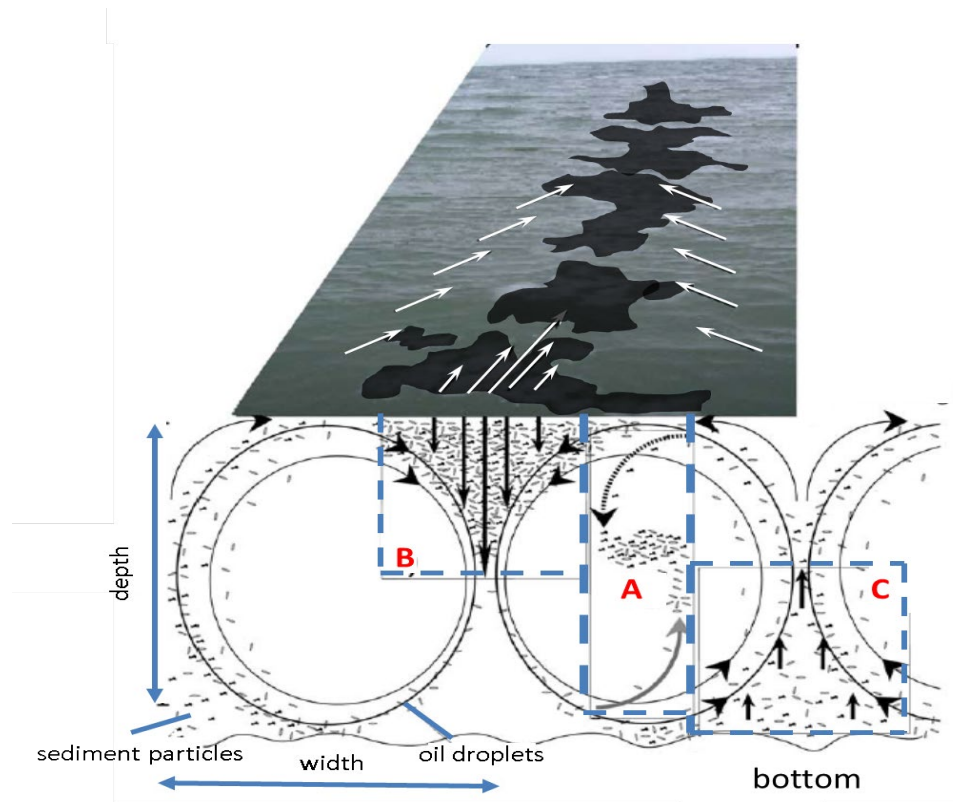 B
A
C
depth
sediment particles
oil droplets
width
bottom